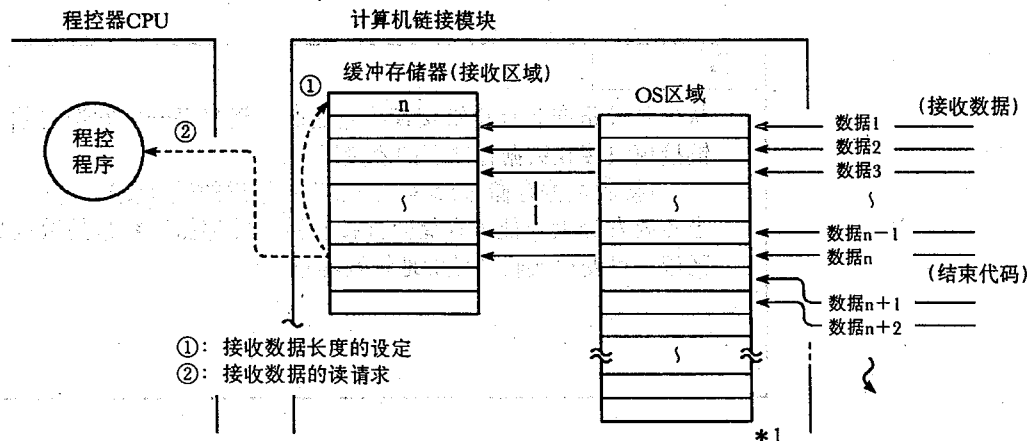 程控器CPU
计算机链接模块
缓冲存储器(接收区域)
①
n
OS区域
(接收数据)
程控
程序
②
数据1
数据2
数据3
数据n-1
数据n
(结束代码)
数据n+1
数据n+2
①: 接收数据长度的设定
②: 接收数据的读请求
*1